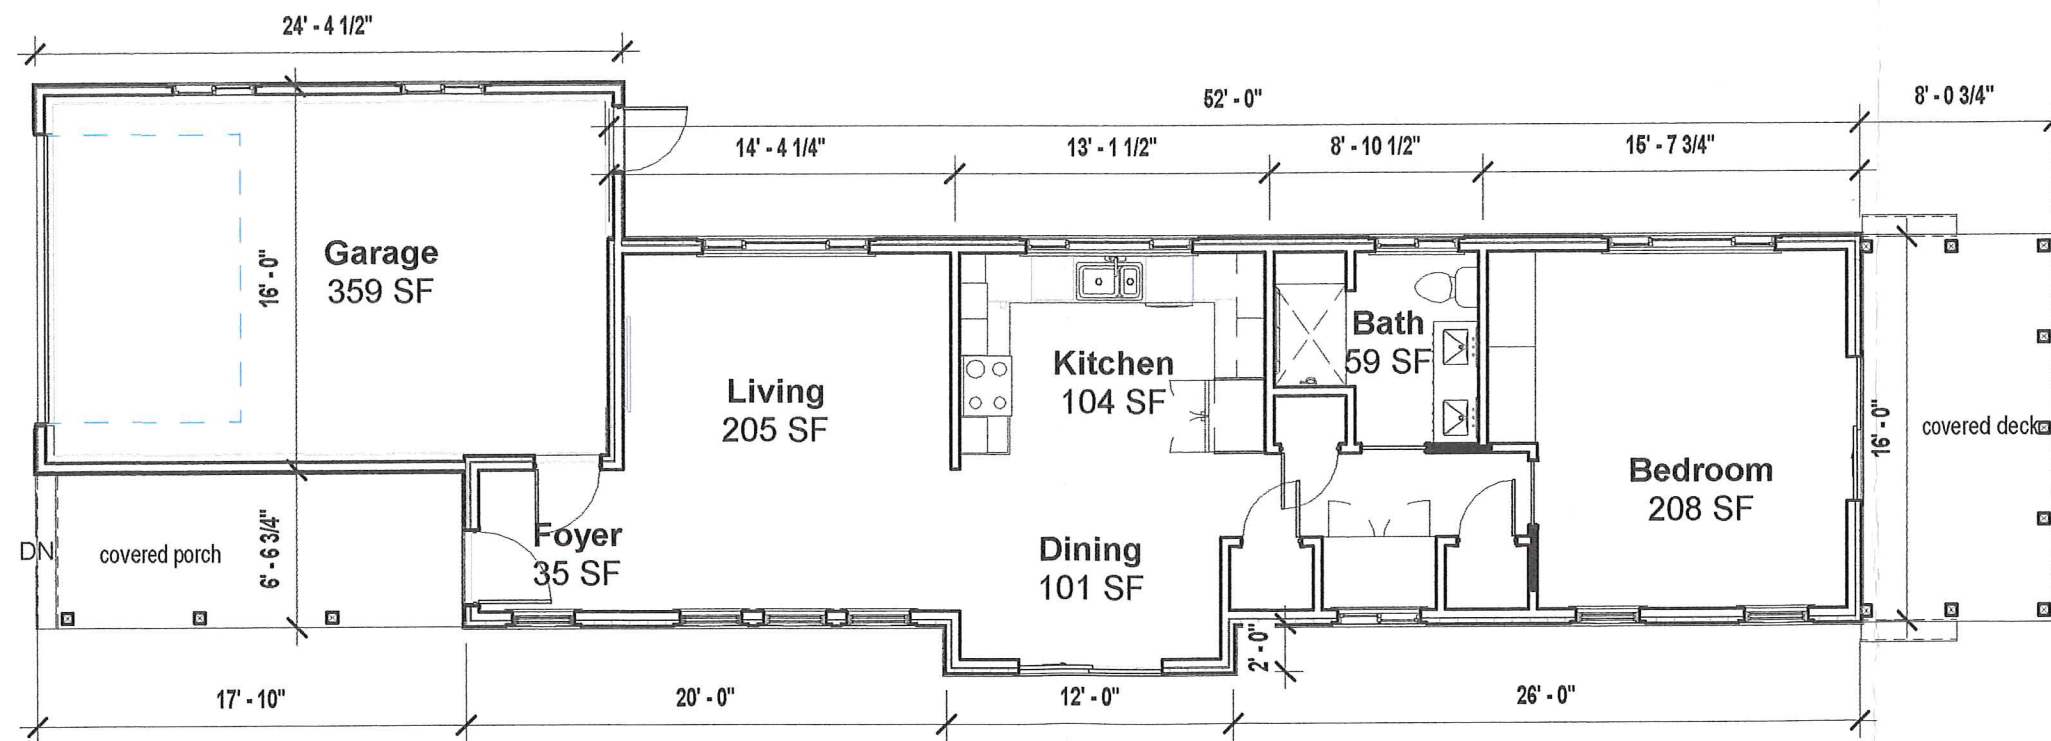 24' - 4 1/2"
52' - 0"
8' - 0 3/4"
14' - 4 1/4"
13' - 1 1/2"
8' - 10 1/2"
15' - 7 3/4"
Garage
359 SF
16' - 0"
Living
205 SF
Kitchen
104 SF
Bath
59 SF
Bedroom
208 SF
16' - 0"
covered deck
DN
covered porch
6' - 6 3/4"
Foyer
35 SF
Dining
101 SF
2' - 0"
17' - 10"
20' - 0"
12' - 0"
26' - 0"